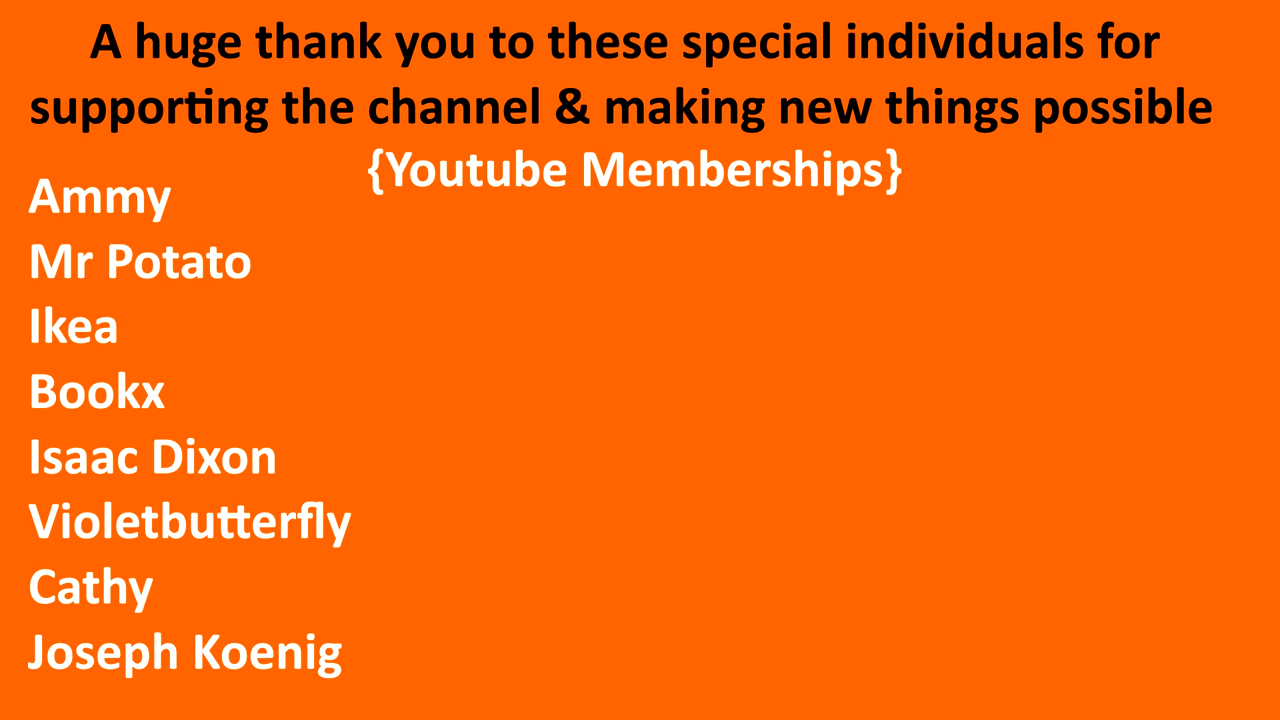 A huge thank you to these special individuals for
supporting the channel & making new things possible
{Youtube Memberships}
Ammy
Mr Potato
Ikea
Bookx
Isaac Dixon
Violetbutterfly
Cathy
Joseph Koenig